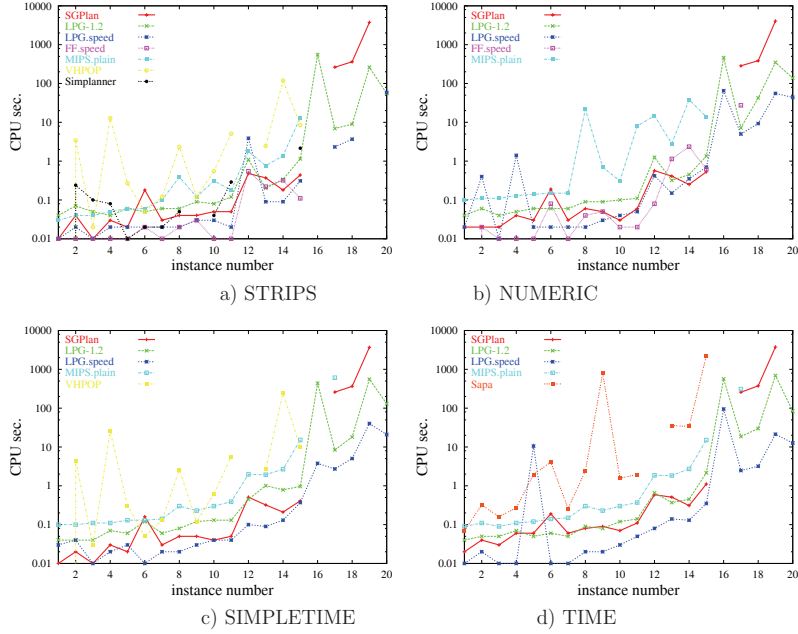 10000
1000
100
10
1
0.1
0.01
CPU sec.
SGPlan
LPG-1.2
LPG.speed
FF.speed
MIPS.plain
VHPOP
Simplanner
2 4 6 8 10 12 14 16 18 20
instance number
a) STRIPS
10000
1000
100
10
1
0.1
0.01
CPU sec.
SGPlan
LPG-1.2
LPG.speed
FF.speed
MIPS.plain
2 4 6 8 10 12 14 16 18 20
instance number
b) NUMERIC
10000
1000
100
10
1
0.1
0.01
CPU sec.
SGPlan
LPG-1.2
LPG.speed
MIPS.plain
VHPOP
2 4 6 8 10 12 14 16 18 20
instance number
c) SIMPLETIME
10000
1000
100
10
1
0.1
0.01
CPU sec.
SGPlan
LPG-1.2
LPG.speed
MIPS.plain
Sapa
2 4 6 8 10 12 14 16 18 20
instance number
d) TIME